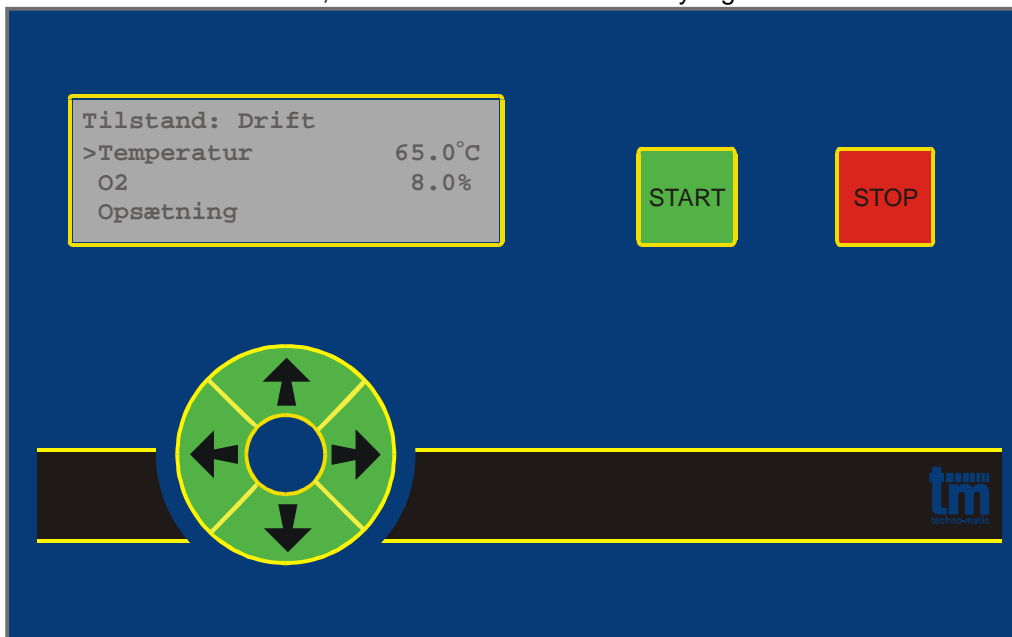 Tilstand: Drift
>Temperatur 65.0°C
O2 8.0%
Opsætning
START
STOP
tm
techno-matic